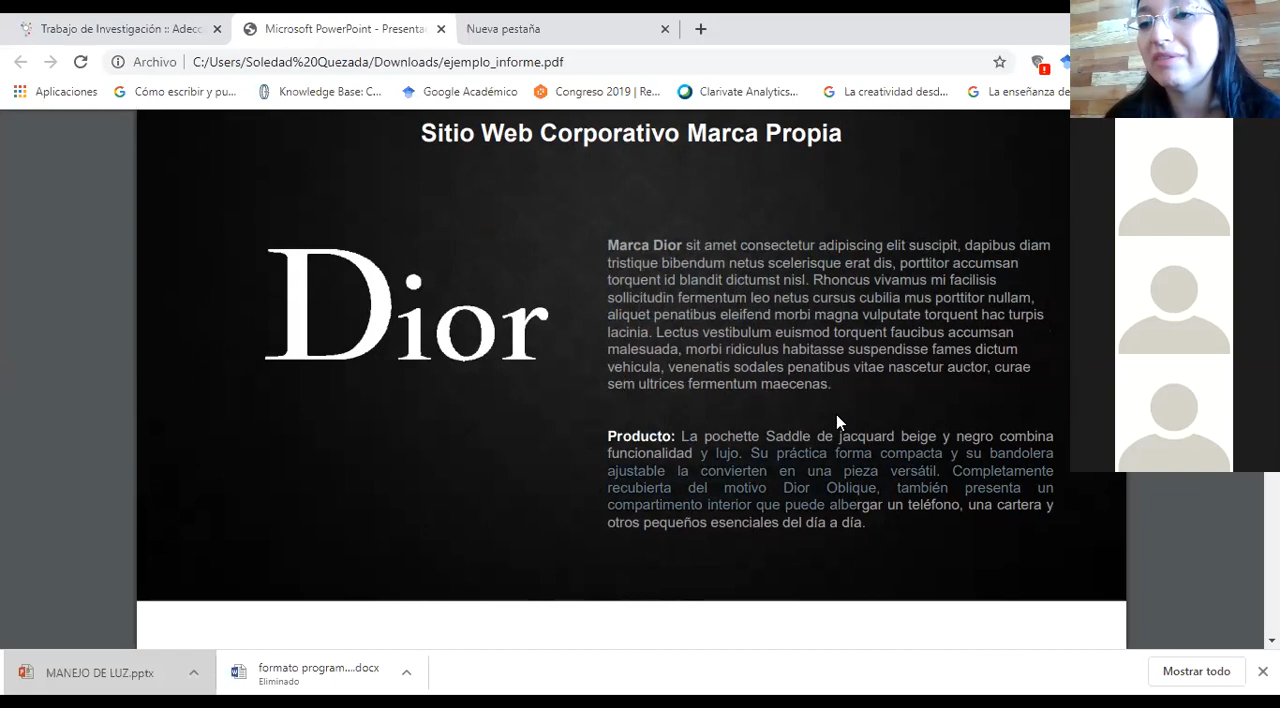 Trabajo de Investigación :: Adecc
Microsoft PowerPoint - Presenta
Nueva pestaña
Archivo
C:/Users/Soledad%20Quezada/Downloads/ejemplo_informe.pdf
Aplicaciones
Cómo escribir y pu...
Knowledge Base: C...
Google Académico
Congreso 2019 | Re...
Clarivate Analytics...
La creatividad desd...
La enseñanza de
Sitio Web Corporativo Marca Propia
Dior
Marca Dior sit amet consectetur adipiscing elit suscipit, dapibus diam
tristique bibendum netus scelerisque erat dis, porttitor accumsan
torquent id blandit dictumst nisl. Rhoncus vivamus mi facilisis
sollicitudin fermentum leo netus cursus cubilia mus porttitor nullam,
aliquet penatibus eleifend morbi magna vulputate torquent hac turpis
lacinia. Lectus vestibulum euismod torquent faucibus accumsan
malesuada, morbi ridiculus habitasse suspendisse fames dictum
vehicula, venenatis sodales penatibus vitae nascetur auctor, curae
sem ultrices fermentum maecenas.
Producto: La pochette Saddle de jacquard beige y negro combina
funcionalidad y lujo. Su práctica forma compacta y su bandolera
ajustable la convierten en una pieza versátil. Completamente
recubierta del motivo Dior Oblique, también presenta un
compartimento interior que puede albergar un teléfono, una cartera y
otros pequeños esenciales del día a día.
MANEJO DE LUZ.pptx
formato program....docx
Eliminado
Mostrar todo